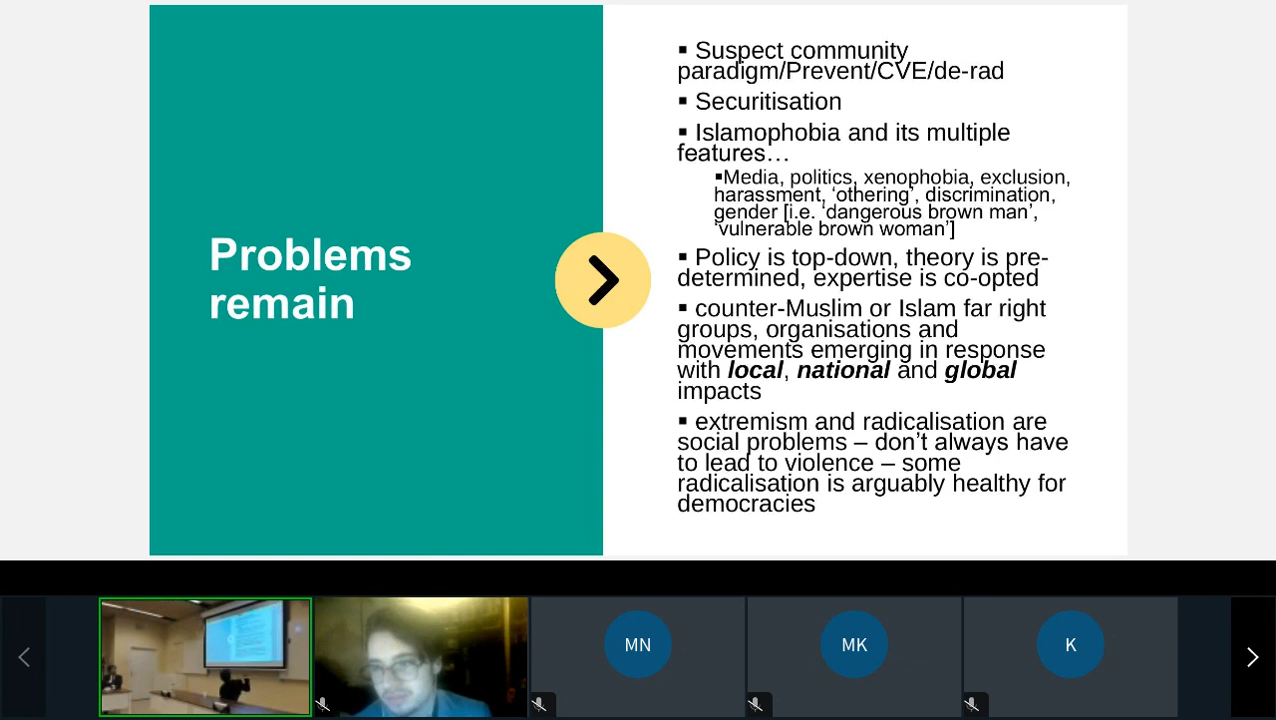 Problems
remain
▪ Suspect community
paradigm/Prevent/CVE/de-rad
▪ Securitisation
▪ Islamophobia and its multiple
features…
▪Media, politics, xenophobia, exclusion,
harassment, ‘othering’, discrimination,
gender [i.e. ‘dangerous brown man’,
‘vulnerable brown woman’]
▪ Policy is top-down, theory is pre-
determined, expertise is co-opted
▪ counter-Muslim or Islam far right
groups, organisations and
movements emerging in response
with local, national and global
impacts
▪ extremism and radicalisation are
social problems – don’t always have
to lead to violence – some
radicalisation is arguably healthy for
democracies
MN
MK
K